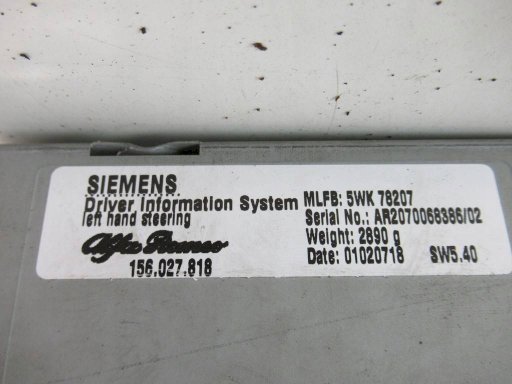 SIEMENS
Driver Information System
left hand steering
Alfa Romeo
156.027.818
MLFB: 5WK 78207
Serial No.: AR2070068386/02
Weight: 2890 g
Date: 01020718 SW5.40